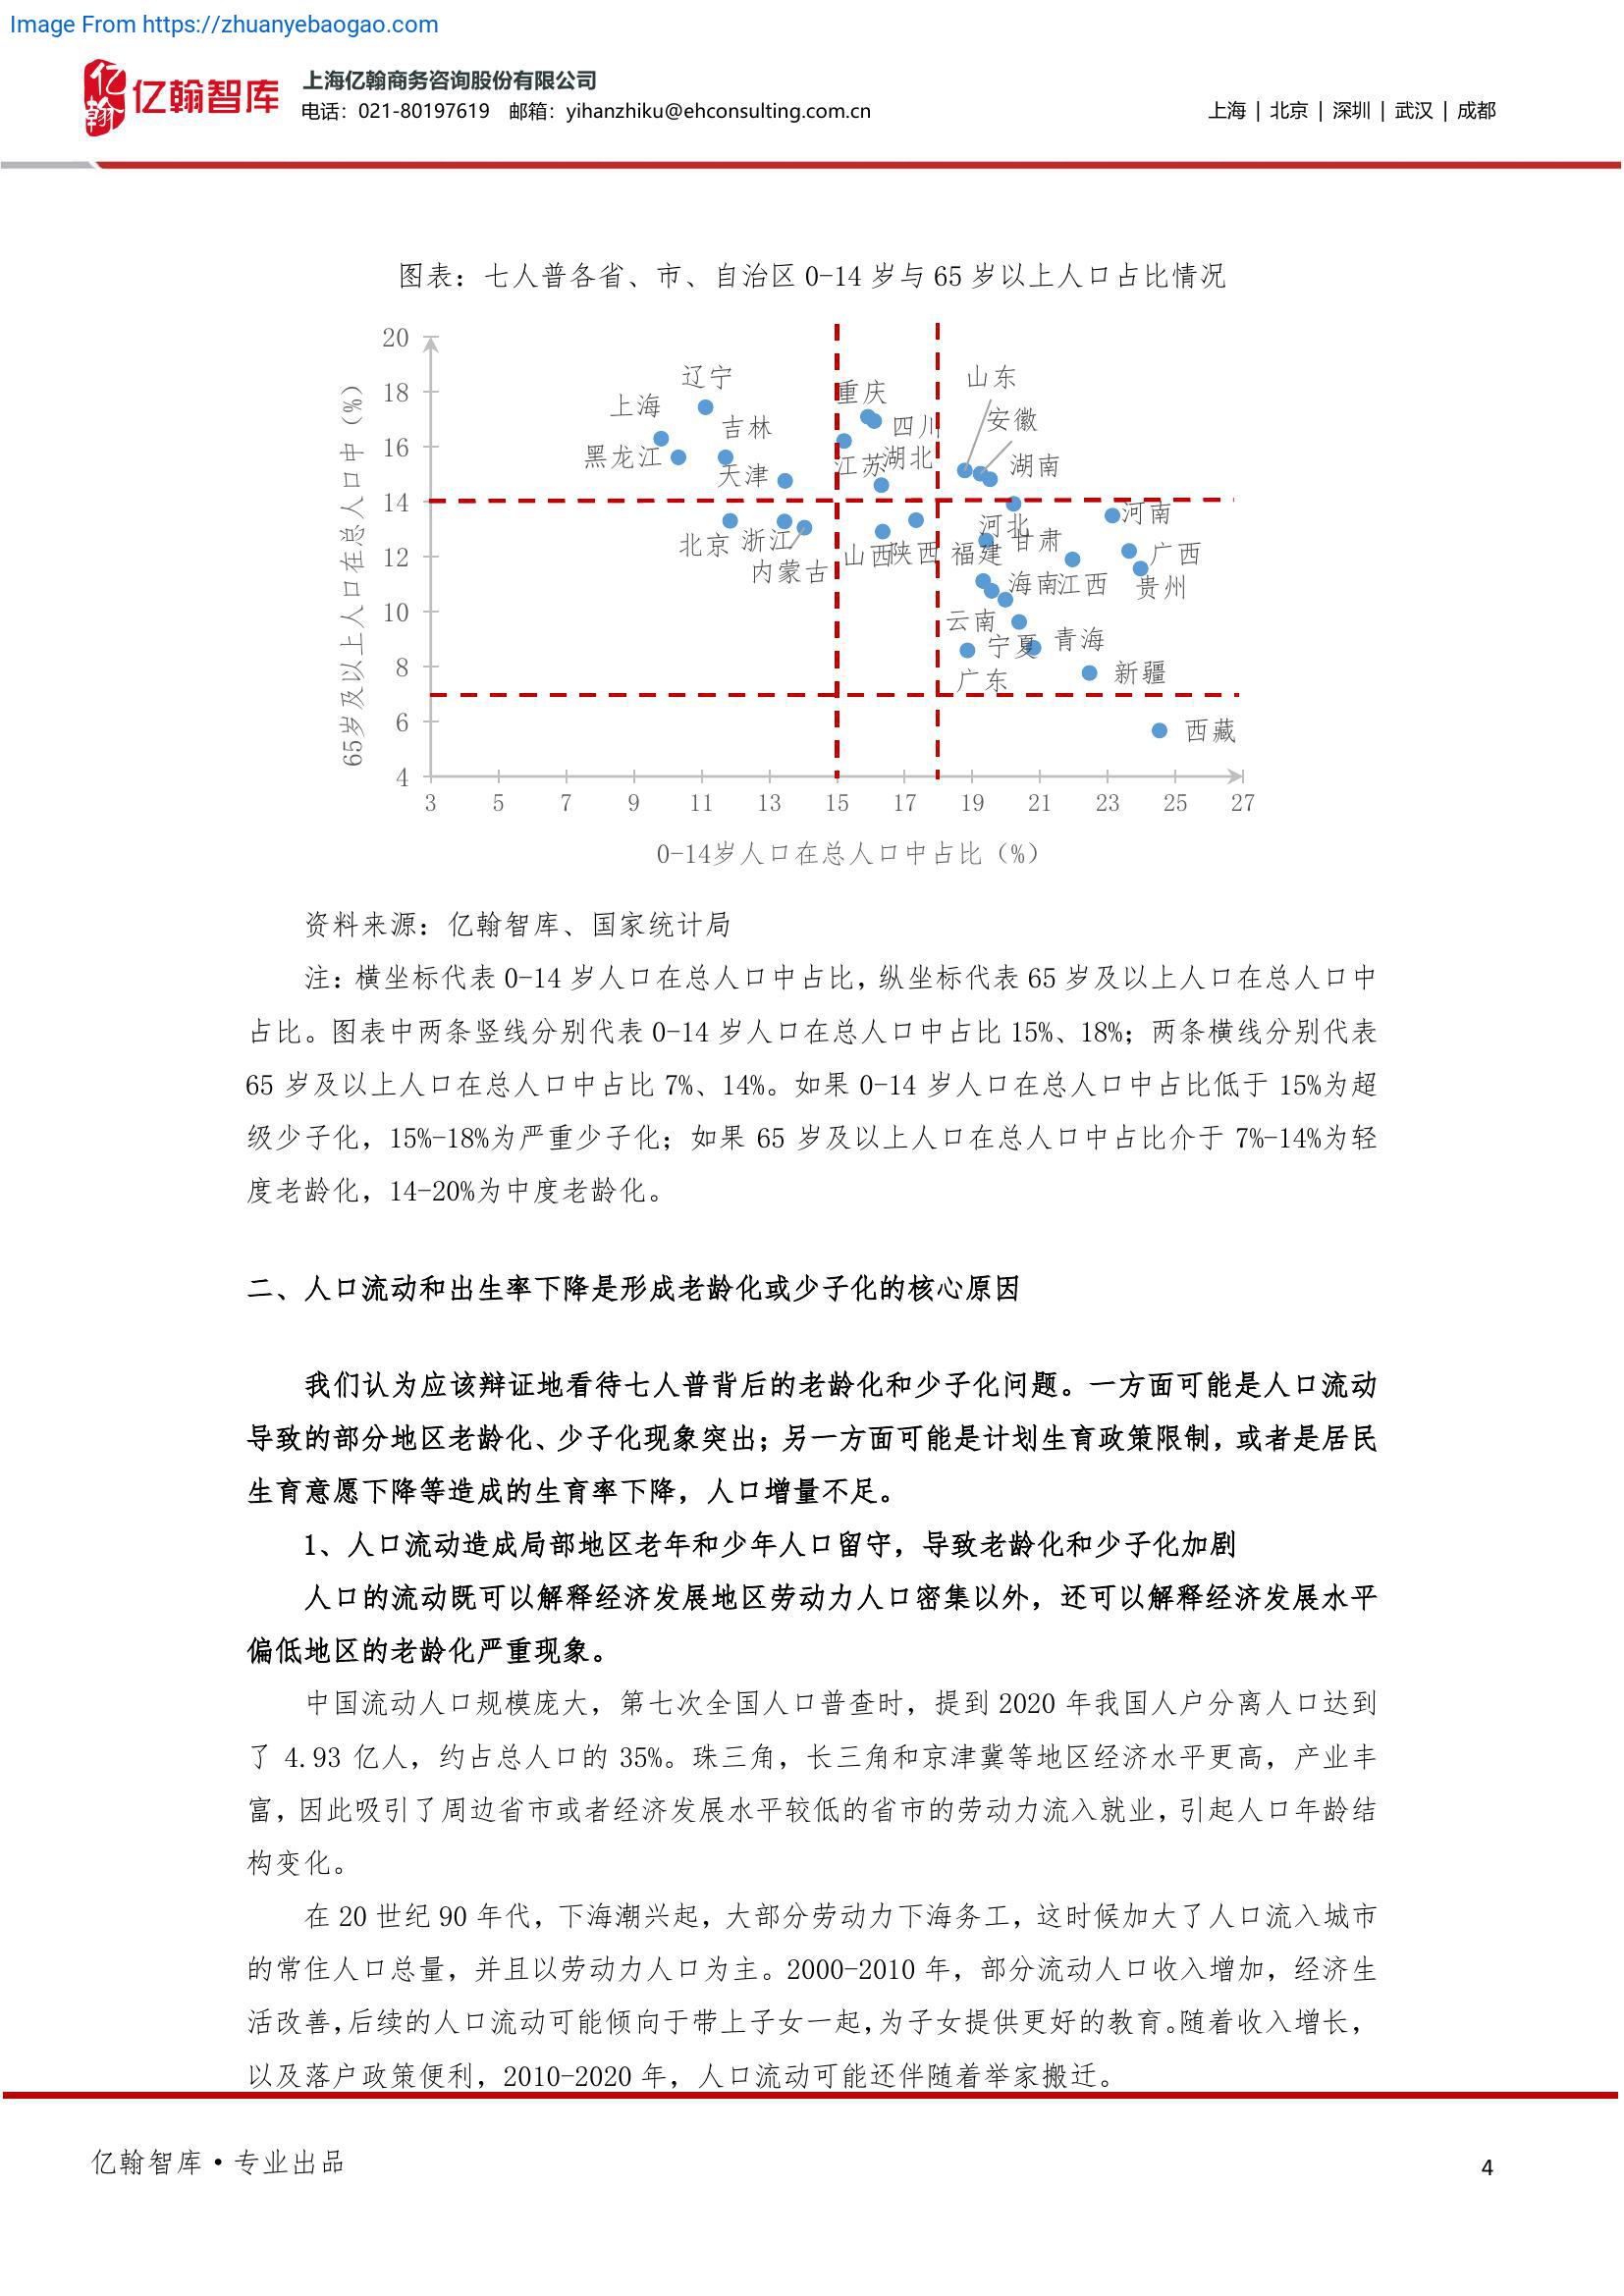 Image From https://zhuanyebaogao.com
亿翰
亿翰智库
上海亿翰商务咨询股份有限公司
电话：021-80197619 邮箱：yihanzhiku@ehconsulting.com.cn
上海 | 北京 | 深圳 | 武汉 | 成都
图表：七人普各省、市、自治区 0-14 岁与 65 岁以上人口占比情况
65岁及以上人口在总人口中（%）
20
18
16
14
12
10
8
6
4
辽宁
上海
吉林
黑龙江
天津
重庆
四川
江苏
湖北
山东
安徽
湖南
北京
浙江
内蒙古
山西
陕西
河北
福建
甘肃
河南
广西
贵州
海南
江西
云南
宁夏
青海
广东
新疆
西藏
3 5 7 9 11 13 15 17 19 21 23 25 27
0-14岁人口在总人口中占比（%）
资料来源：亿翰智库、国家统计局
注：横坐标代表 0-14 岁人口在总人口中占比，纵坐标代表 65 岁及以上人口在总人口中
占比。图表中两条竖线分别代表 0-14 岁人口在总人口中占比 15%、18%；两条横线分别代表
65 岁及以上人口在总人口中占比 7%、14%。如果 0-14 岁人口在总人口中占比低于 15%为超
级少子化，15%-18%为严重少子化；如果 65 岁及以上人口在总人口中占比介于 7%-14%为轻
度老龄化，14-20%为中度老龄化。
二、人口流动和出生率下降是形成老龄化或少子化的核心原因
我们认为应该辩证地看待七人普背后的老龄化和少子化问题。一方面可能是人口流动
导致的部分地区老龄化、少子化现象突出；另一方面可能是计划生育政策限制，或者是居民
生育意愿下降等造成的生育率下降，人口增量不足。
1、人口流动造成局部地区老年和少年人口留守，导致老龄化和少子化加剧
人口的流动既可以解释经济发展地区劳动力人口密集以外，还可以解释经济发展水平
偏低地区的老龄化严重现象。
中国流动人口规模庞大，第七次全国人口普查时，提到 2020 年我国人户分离人口达到
了 4.93 亿人，约占总人口的 35%。珠三角，长三角和京津冀等地区经济水平更高，产业丰
富，因此吸引了周边省市或者经济发展水平较低的省市的劳动力流入就业，引起人口年龄结
构变化。
在 20 世纪 90 年代，下海潮兴起，大部分劳动力下海务工，这时候加大了人口流入城市
的常住人口总量，并且以劳动力人口为主。2000-2010 年，部分流动人口收入增加，经济生
活改善，后续的人口流动可能倾向于带上子女一起，为子女提供更好的教育。随着收入增长，
以及落户政策便利，2010-2020 年，人口流动可能还伴随着举家搬迁。
亿翰智库•专业出品
4